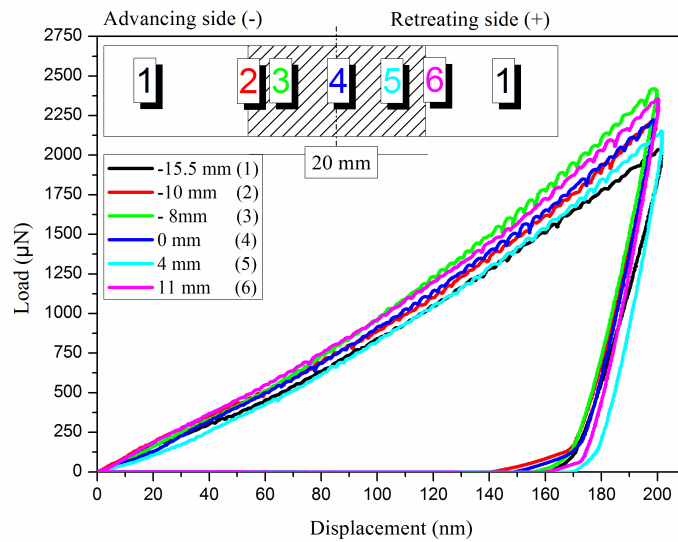 Advancing side (-) Retreating side (+)
1 2 3 4 5 6 1
20 mm
-15.5 mm (1)
-10 mm (2)
- 8mm (3)
0 mm (4)
4 mm (5)
11 mm (6)
Load (µN)
2750
2500
2250
2000
1750
1500
1250
1000
750
500
250
0
0 20 40 60 80 100 120 140 160 180 200
Displacement (nm)